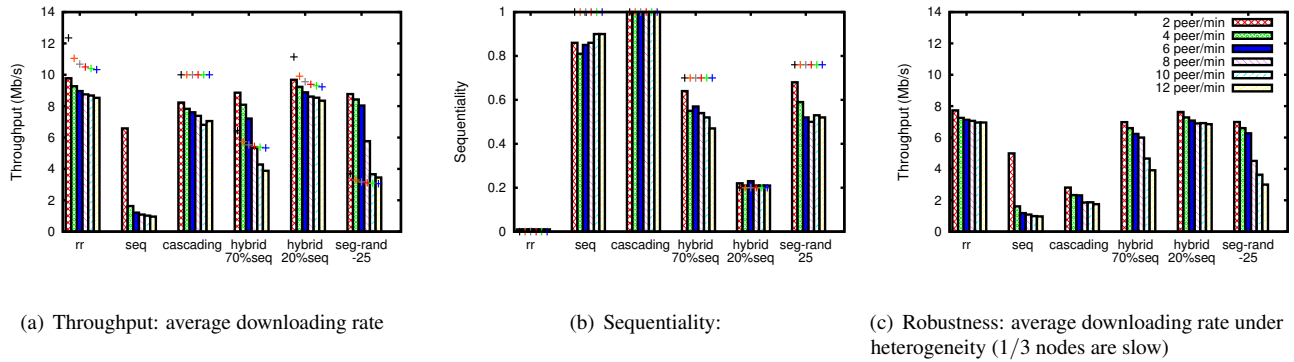 14
12
10
8
6
4
2
0
Throughput (Mb/s)
rr
seq
cascading
hybrid
70%seq
hybrid
20%seq
seg-rand
-25
(a) Throughput: average downloading rate
1
0.8
0.6
0.4
0.2
0
Sequentiality
rr
seq
cascading
hybrid
70%seq
hybrid
20%seq
seg-rand
25
(b) Sequentiality:
14
12
10
8
6
4
2
0
Throughput (Mb/s)
2 peer/min
4 peer/min
6 peer/min
8 peer/min
10 peer/min
12 peer/min
rr
seq
cascading
hybrid
70%seq
hybrid
20%seq
seg-rand
-25
(c) Robustness: average downloading rate under
heterogeneity (1/3 nodes are slow)